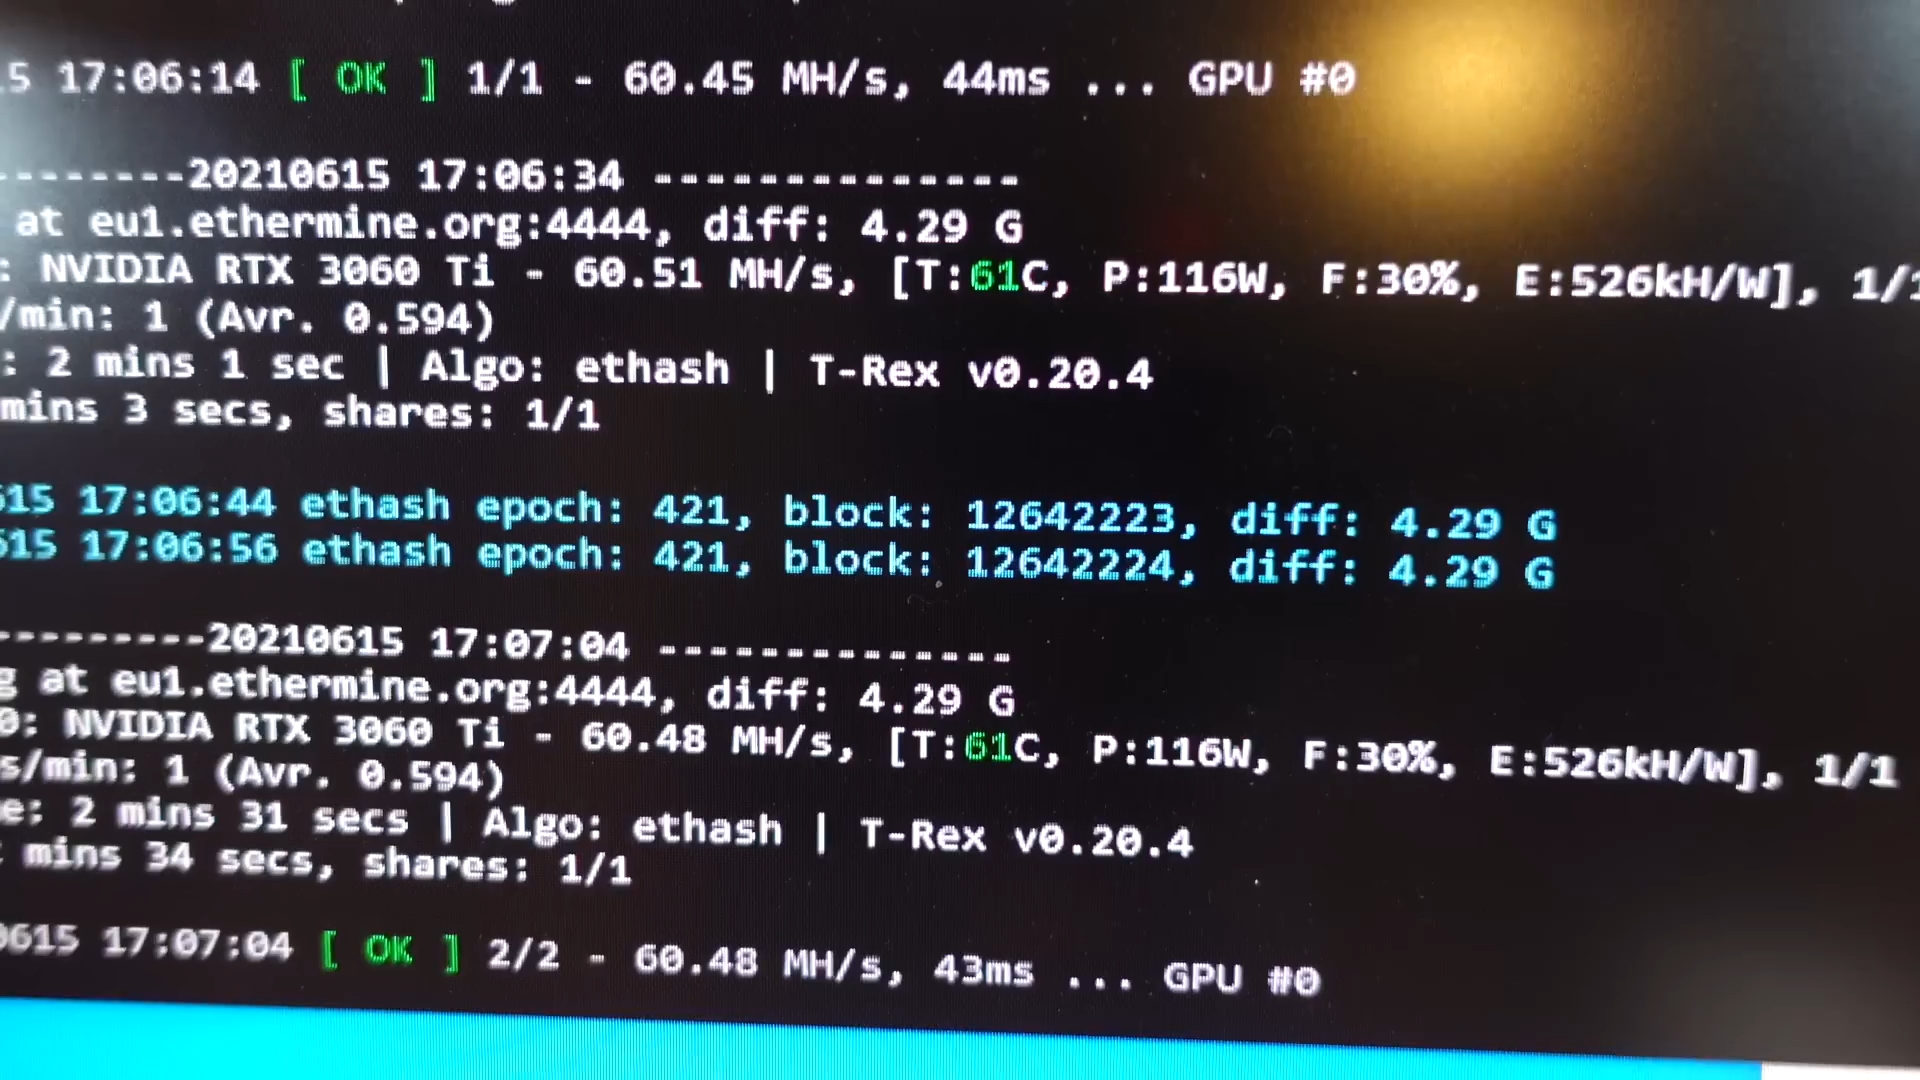 15 17:06:14 [ OK ] 1/1 - 60.45 MH/s, 44ms ... GPU #0
--------20210615 17:06:34 --------------
at eu1.ethermine.org:4444, diff: 4.29 G
: NVIDIA RTX 3060 Ti - 60.51 MH/s, [T:61C, P:116W, F:30%, E:526kH/W], 1/1
/min: 1 (Avr. 0.594)
: 2 mins 1 sec | Algo: ethash | T-Rex v0.20.4
mins 3 secs, shares: 1/1
615 17:06:44 ethash epoch: 421, block: 12642223, diff: 4.29 G
615 17:06:56 ethash epoch: 421, block: 12642224, diff: 4.29 G
---------20210615 17:07:04 --------------
g at eu1.ethermine.org:4444, diff: 4.29 G
0: NVIDIA RTX 3060 Ti - 60.48 MH/s, [T:61C, P:116W, F:30%, E:526kH/W], 1/1
s/min: 1 (Avr. 0.594)
e: 2 mins 31 secs | Algo: ethash | T-Rex v0.20.4
mins 34 secs, shares: 1/1
0615 17:07:04 [ OK ] 2/2 - 60.48 MH/s, 43ms ... GPU #0